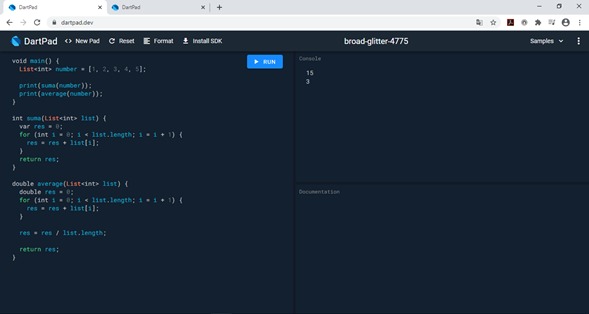 DartPad
DartPad
dartpad.dev
DartPad
<> New Pad
Reset
Format
Install SDK
broad-glitter-4775
Samples
RUN
void main() {
List<int> number = [1, 2, 3, 4, 5];
print(suma(number));
print(average(number));
}
int suma(List<int> list) {
var res = 0;
for (int i = 0; i < list.length; i = i + 1) {
res = res + list[i];
}
return res;
}
double average(List<int> list) {
double res = 0;
for (int i = 0; i < list.length; i = i + 1) {
res = res + list[i];
}
res = res / list.length;
return res;
}
Console
15
3
Documentation